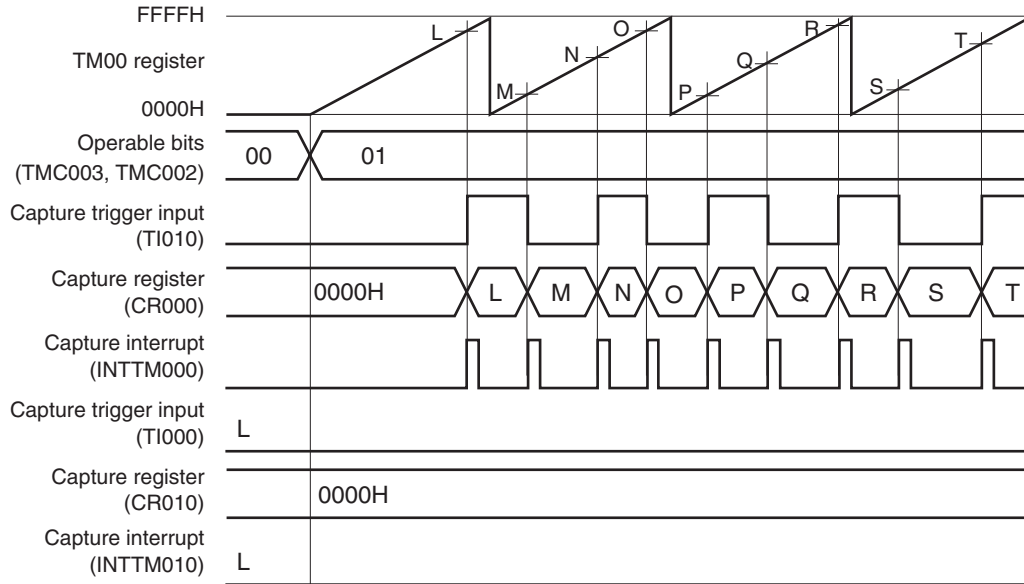 FFFFH
TM00 register
0000H
L
M
N
O
P
Q
R
S
T
Operable bits
(TMC003, TMC002)
00
01
Capture trigger input
(TI010)
Capture register
(CR000)
0000H
L
M
N
O
P
Q
R
S
T
Capture interrupt
(INTTM000)
Capture trigger input
(TI000)
L
Capture register
(CR010)
0000H
Capture interrupt
(INTTM010)
L